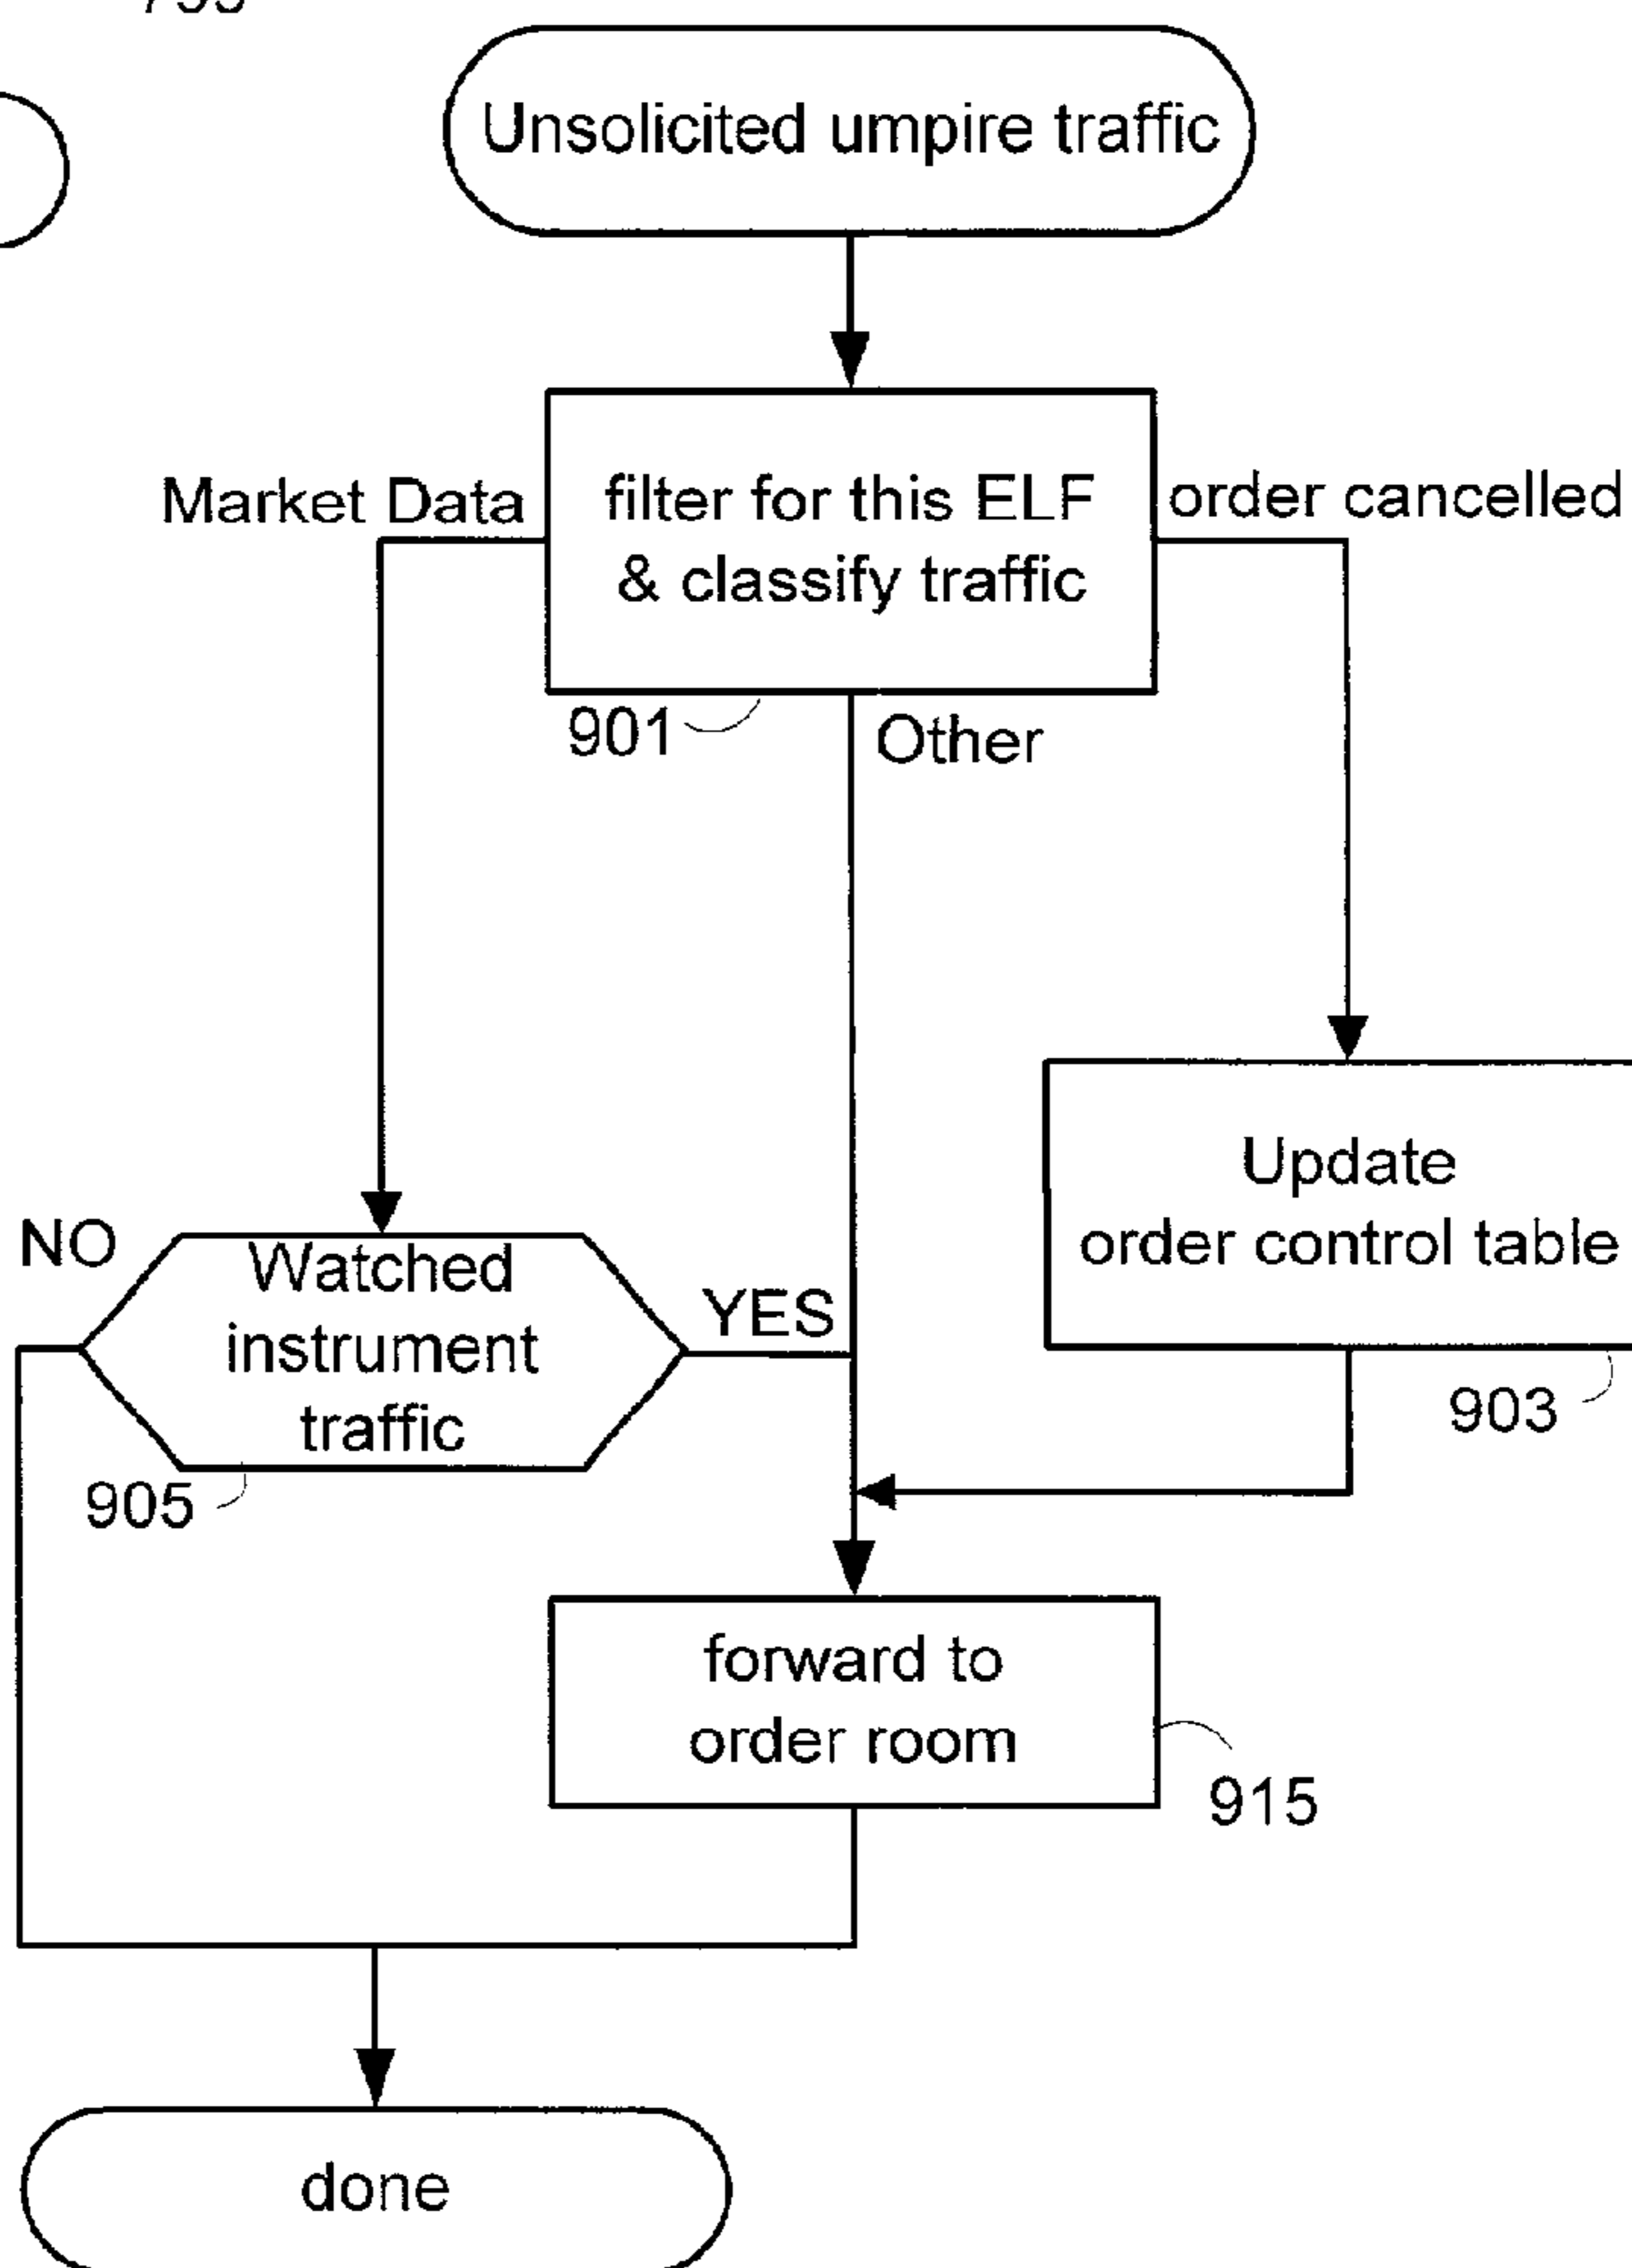 Unsolicited umpire traffic
Market Data
filter for this ELF
& classify traffic
order cancelled
901
Other
Update
order control table
903
NO
Watched
instrument
traffic
YES
905
forward to
order room
915
done